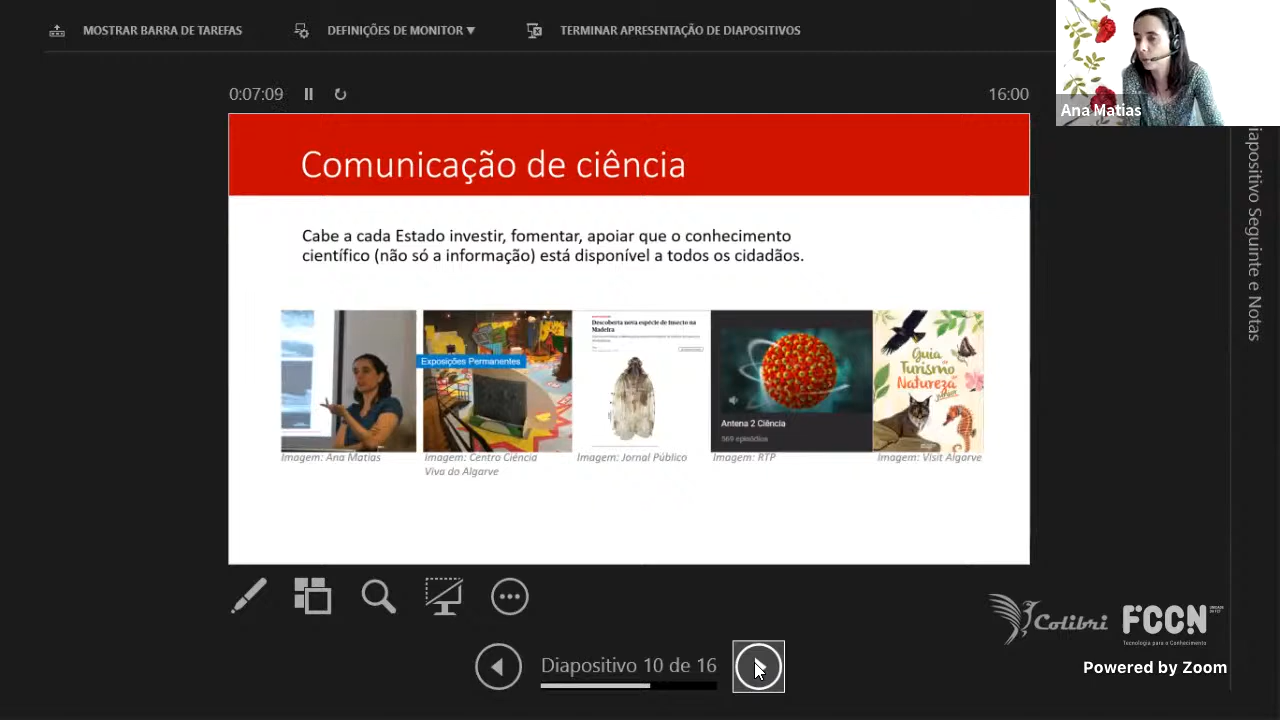 MOSTRAR BARRA DE TAREFAS
DEFINIÇÕES DE MONITOR ▼
TERMINAR APRESENTAÇÃO DE DIAPOSITIVOS
Ana Matias
0:07:09
16:00
iapositivo Seguinte e Notas
Comunicação de ciência
Cabe a cada Estado investir, fomentar, apoiar que o conhecimento
científico (não só a informação) está disponível a todos os cidadãos.
Exposições Permanentes
Descoberta nova espécie de insecto na
Madeira
Antena 2 Ciência
569 episódios
Guia
de
Turismo
Natureza
Imagem: Ana Matias
Imagem: Centro Ciência
Viva do Algarve
Imagem: Jornal Público
Imagem: RTP
Imagem: Visit Algarve
Colibri
FCCN
Tecnologia para o Conhecimento
Diapositivo 10 de 16
Powered by Zoom